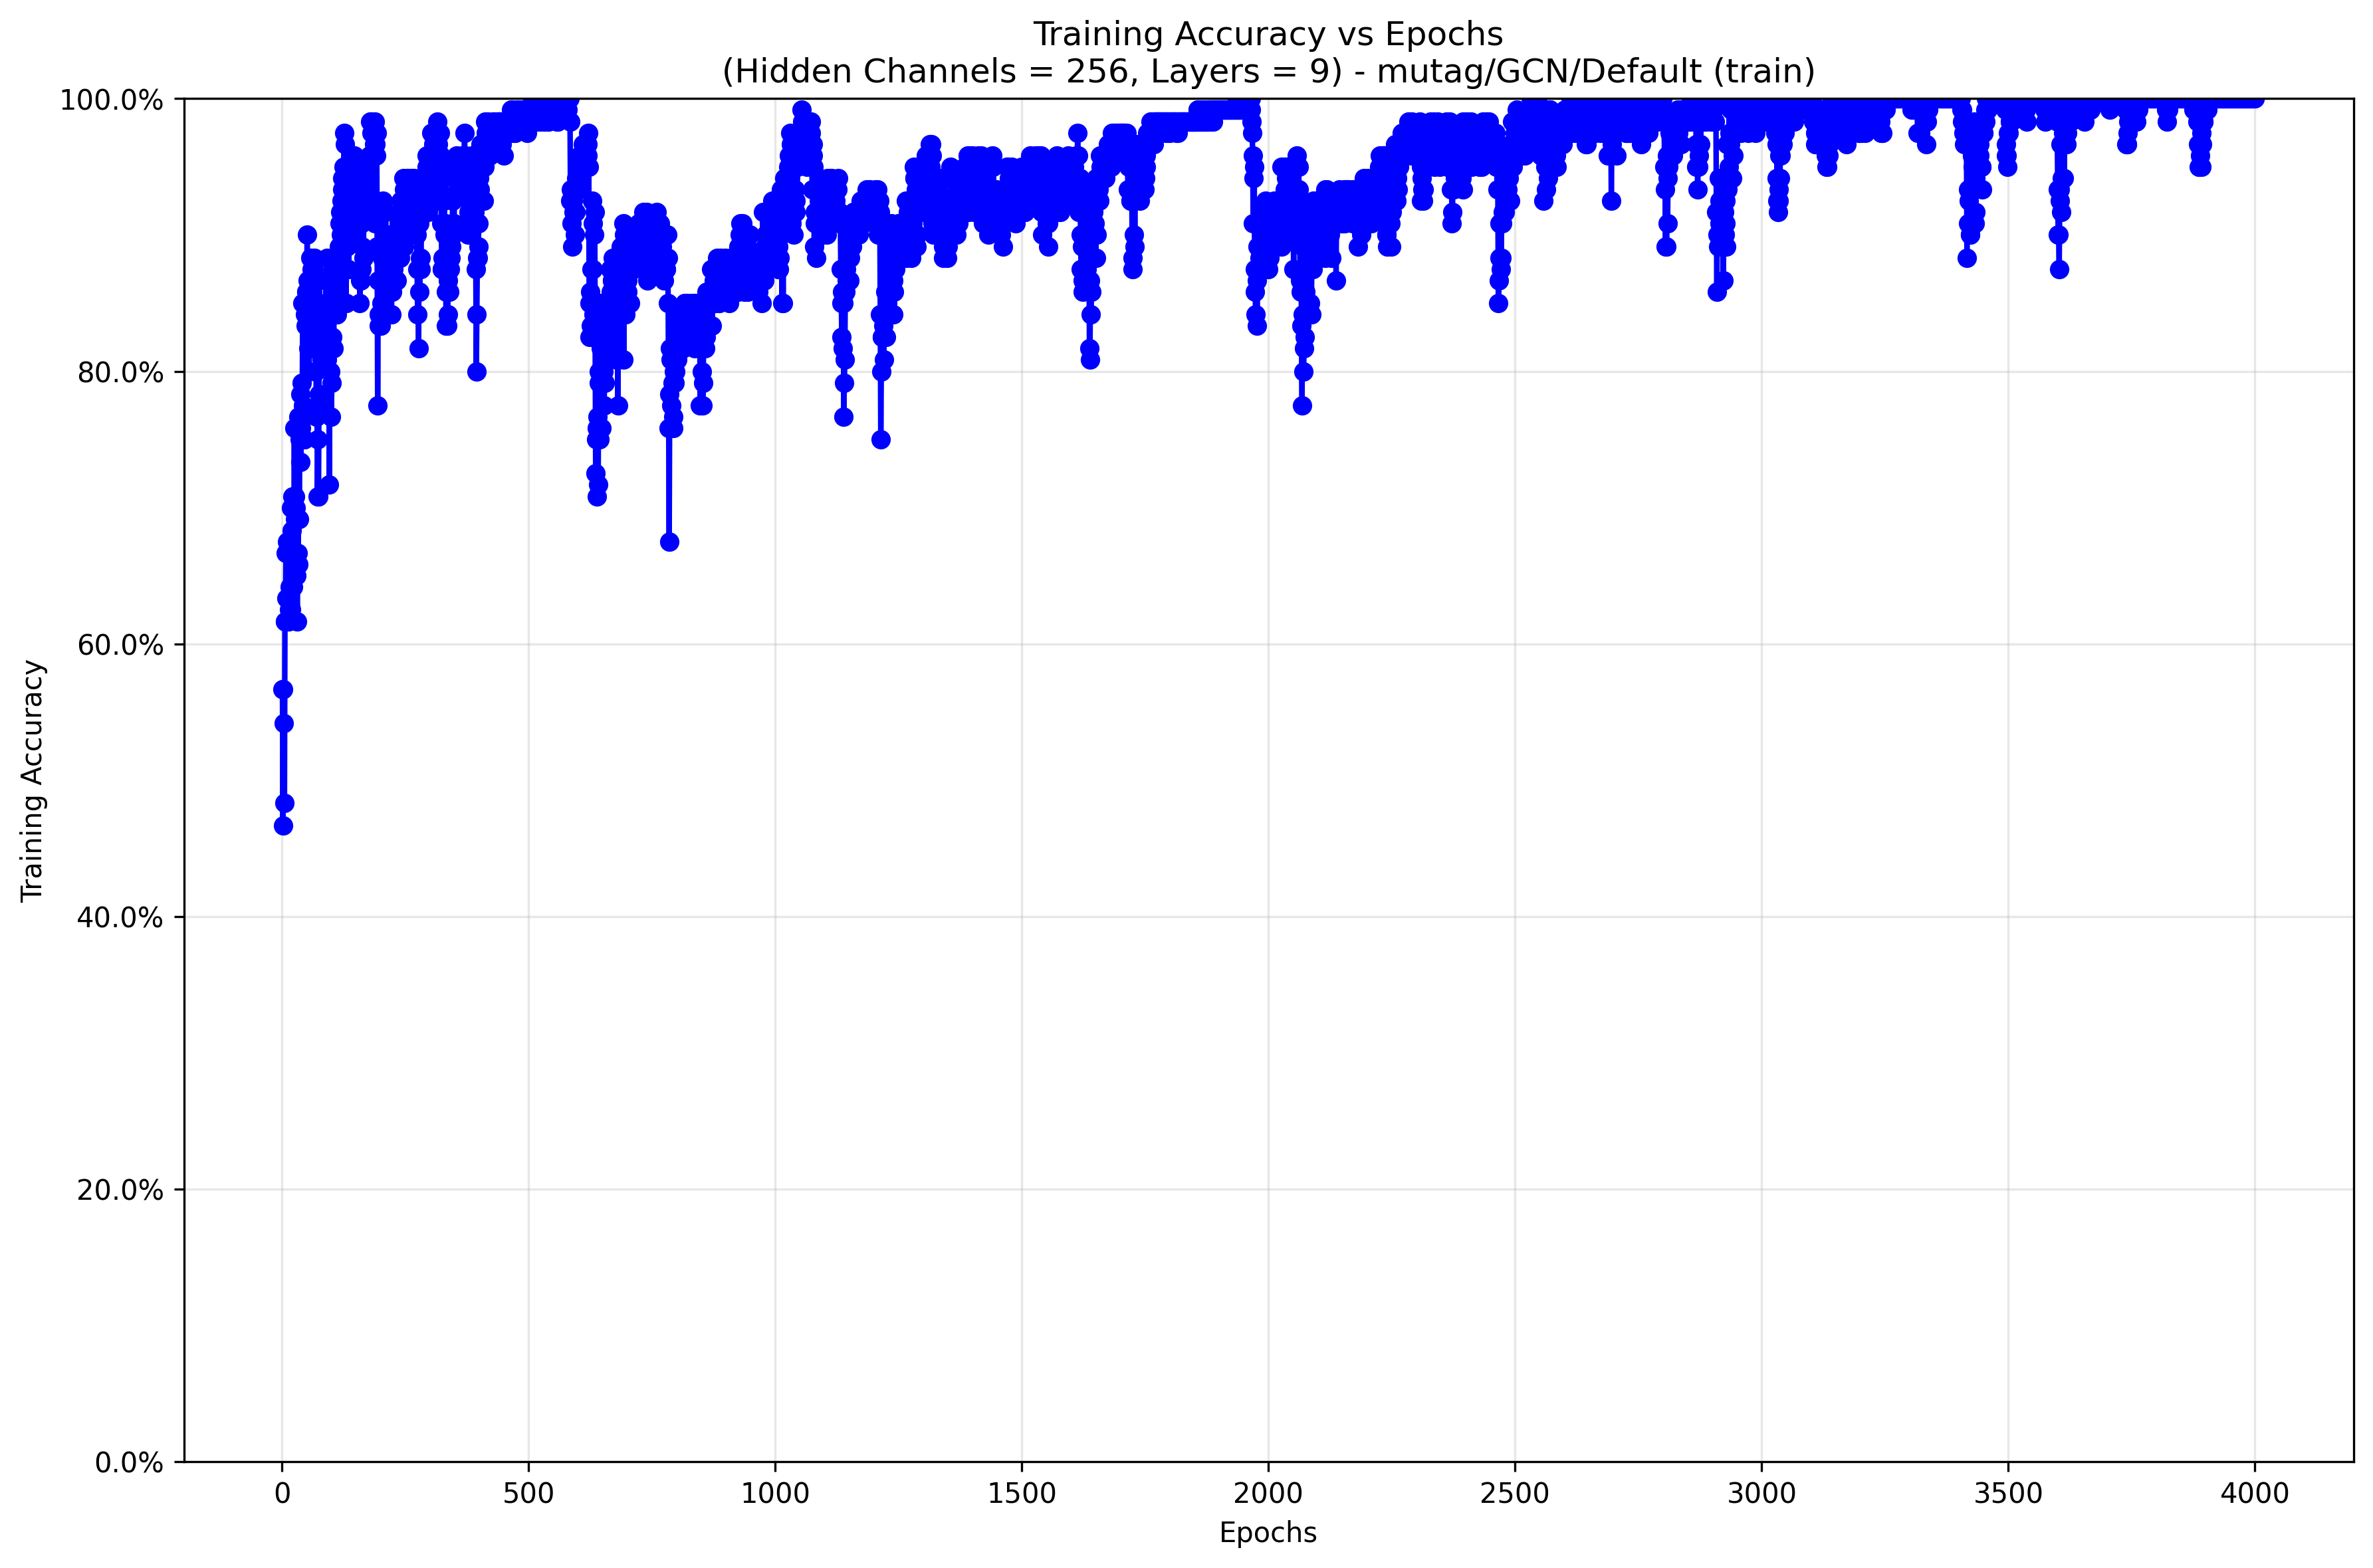 Training Accuracy vs Epochs
(Hidden Channels = 256, Layers = 9) - mutag/GCN/Default (train)
100.0%
80.0%
60.0%
40.0%
20.0%
0.0%
Training Accuracy
0 500 1000 1500 2000 2500 3000 3500 4000
Epochs